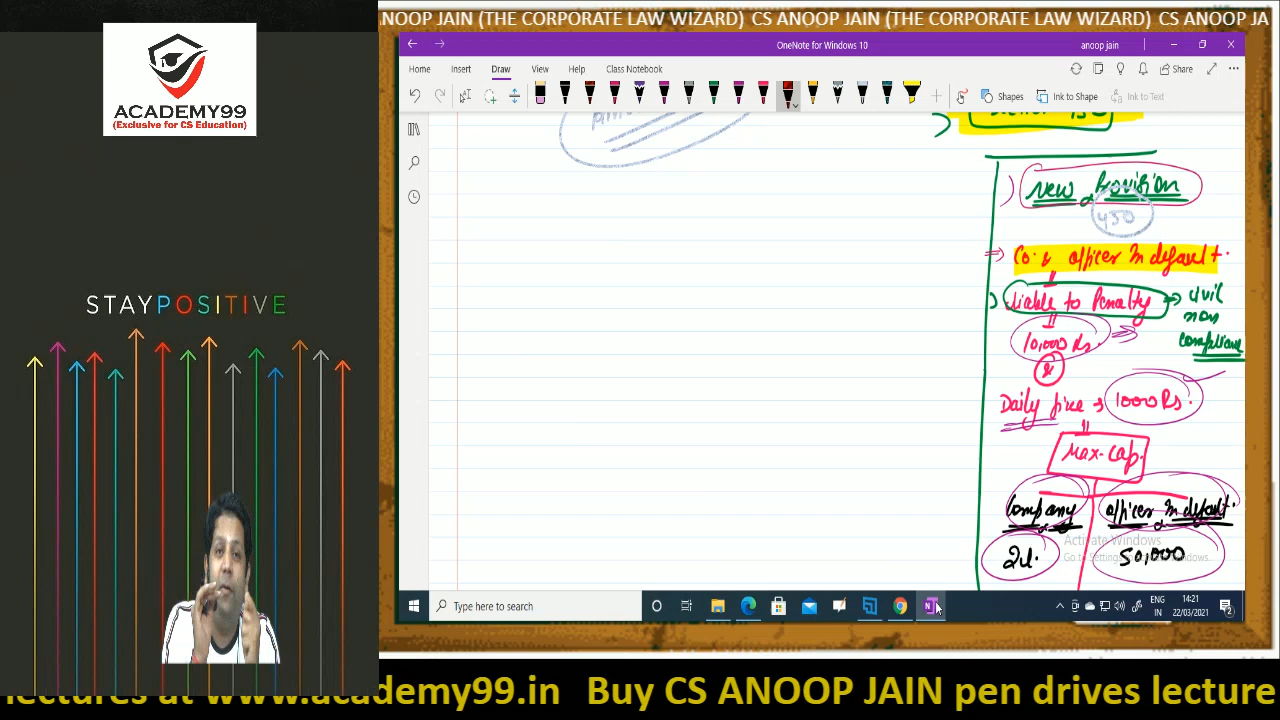 NOOP JAIN (THE CORPORATE LAW WIZARD) CS ANOOP JAIN (THE CORPORATE LAW WIZARD) CS ANOOP JA
OneNote for Windows 10
anoop jain
Home Insert Draw View Help Class Notebook
Share
Shapes Ink to Shape Ink to Text
ACADEMY99
(Exclusive for CS Education)
STAYPOSITIVE
New Provision
450
Co. & officer in default.
Liable to Penalty
civil
non
compliance
10,000 Rs.
&
Daily fine 1000 Rs.
Max. Cap.
Company officer in default.
2L. 50,000
Activate Windows
Go to Settings
Windows.
Type here to search
ENG
IN
14:21
22/03/2021
2
lectures at www.academy99.in Buy CS ANOOP JAIN pen drives lecture